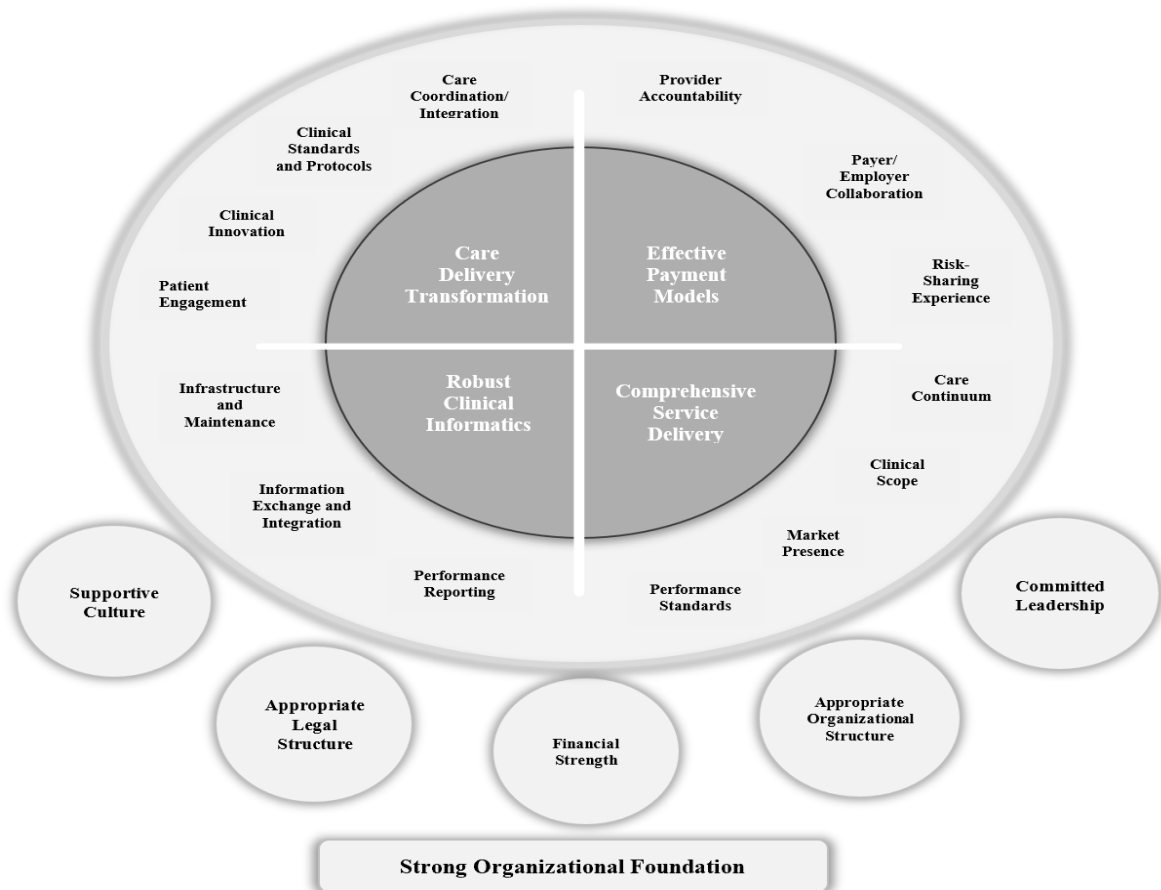 Care
Coordination/
Integration
Provider
Accountability
Clinical
Standards
and Protocols
Payer/
Employer
Collaboration
Clinical
Innovation
Patient
Engagement
Risk-
Sharing
Experience
Care
Delivery
Transformation
Effective
Payment
Models
Robust
Clinical
Informatics
Comprehensive
Service
Delivery
Infrastructure
and
Maintenance
Care
Continuum
Information
Exchange and
Integration
Clinical
Scope
Market
Presence
Performance
Reporting
Performance
Standards
Supportive
Culture
Committed
Leadership
Appropriate
Legal
Structure
Financial
Strength
Appropriate
Organizational
Structure
Strong Organizational Foundation